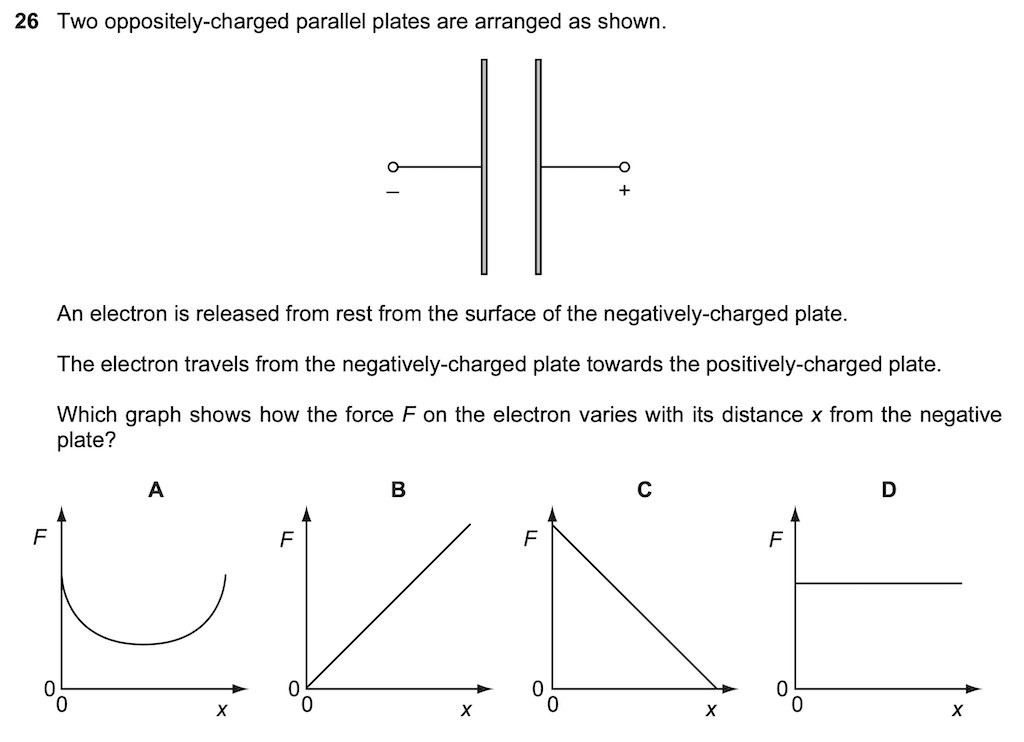 26 Two oppositely-charged parallel plates are arranged as shown.
– +
An electron is released from rest from the surface of the negatively-charged plate.
The electron travels from the negatively-charged plate towards the positively-charged plate.
Which graph shows how the force F on the electron varies with its distance x from the negative
plate?
A B C D
F F F F
0 0 0 0
0 x 0 x 0 x 0 x